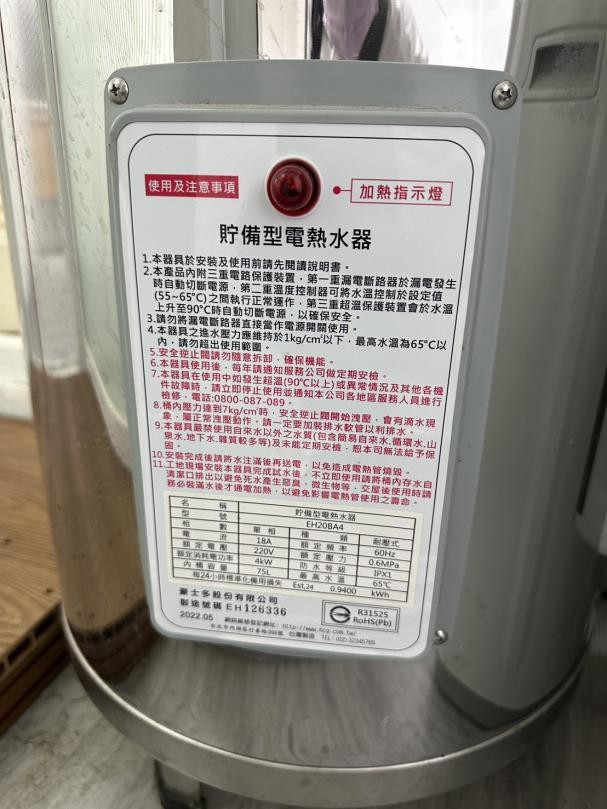 使用及注意事項
加熱指示燈
貯備型電熱水器
1.本器具於安裝及使用前請先閱讀說明書。
2.本產品內附三重電路保護裝置，第一重漏電斷路器於漏電發生
時自動切斷電源，第二重溫度控制器可將水溫控制於設定值
(55~65℃)之間執行正常運作，第三重超溫保護裝置會於水溫
上升至90℃時自動切斷電源，以確保安全。
3.請勿將漏電斷路器直接當作電源開關使用。
4.本器具之進水壓力應維持於1kg/cm²以下，最高水溫為65℃以
內，請勿超出使用範圍。
5.安全逆止閥請勿隨意拆卸，確保機能。
6.本器具使用後，每年請通知服務公司做定期安檢。
7.本器具在使用中如發生超溫(90℃以上)或異常情況及其他各機
件故障時，請立即停止使用並通知本公司各地區服務人員進行
檢修，電話:0800-087-089。
8.桶內壓力達到7kg/cm²時，安全逆止閥開始洩壓，會有滴水現
象，屬正常洩壓動作。請一定要加裝排水軟管以利排水。
9.本器具嚴禁使用自來水以外之水質(包含簡易自來水.循環水.山
泉水.地下水.雜質較多等)及未能定期安檢，恕本司無法給予保
固。
10.安裝完成後請將水注滿後再送電，以免造成電熱管燒毀。
11.工地現場安裝本器具完成試水後，不立即使用請將桶內存水自
清潔口排出以避免死水產生惡臭、微生物等，交屋後使用時請
務必裝滿水後才通電加熱，以避免影響電熱管使用之壽命。
名稱 貯備型電熱水器
型號 EH20BA4
相數 單相 種類 耐壓式
電流 18A 額定頻率 60Hz
額定電壓 220V 額定壓力 0.6MPa
額定消耗電功率 4kW 防水等級 IPX1
內桶容量 75L 最高水溫 65℃
每24小時標準化備用損失 Est,24 0.9400 kWh
豪士多股份有限公司
製造號碼 EH126336
2022.05
R31525
RoHS(Pb)
台灣製造 TEL: (02)-32345785